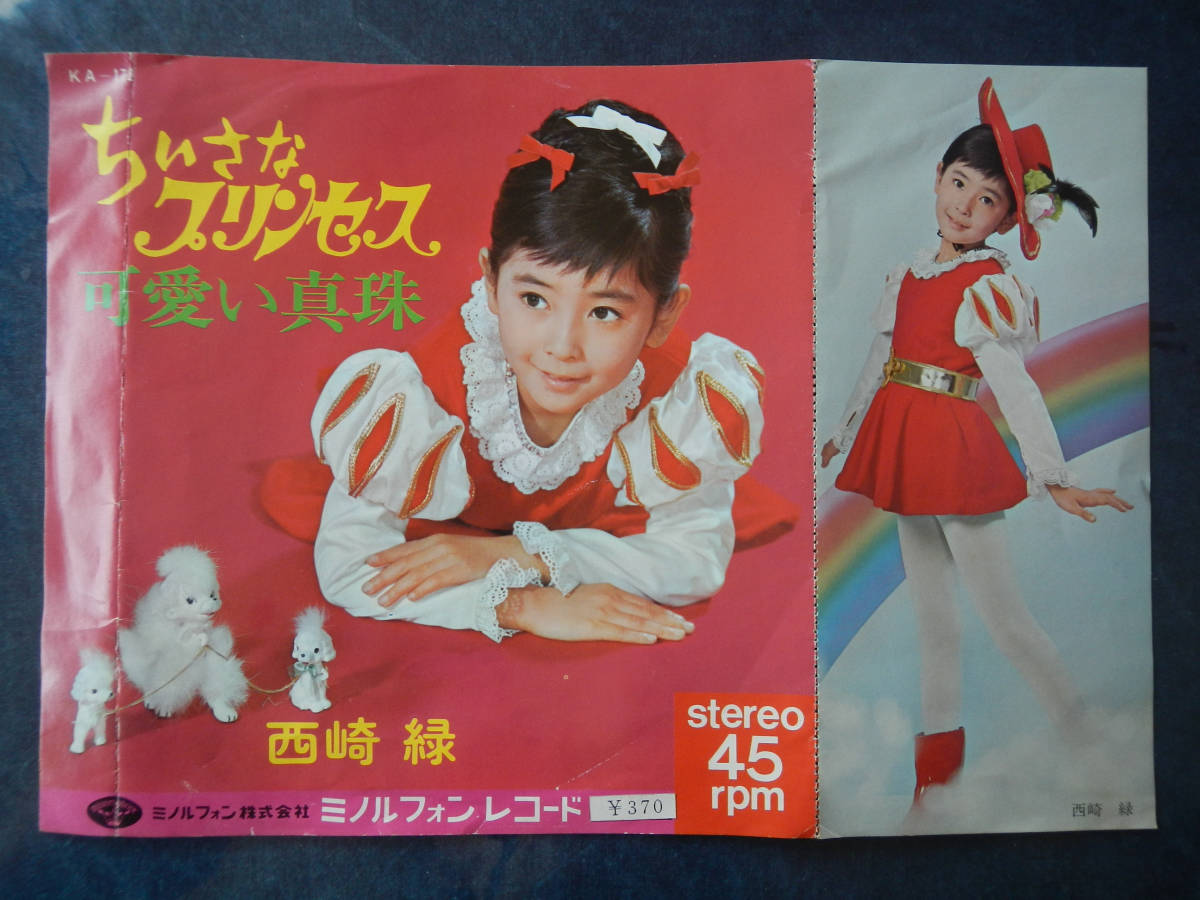 KA-17
ちいさな
プリンセス
可愛い真珠
西崎 緑
stereo
45
rpm
ミノルフォン株式会社 ミノルフォン・レコード ¥370
西崎 緑